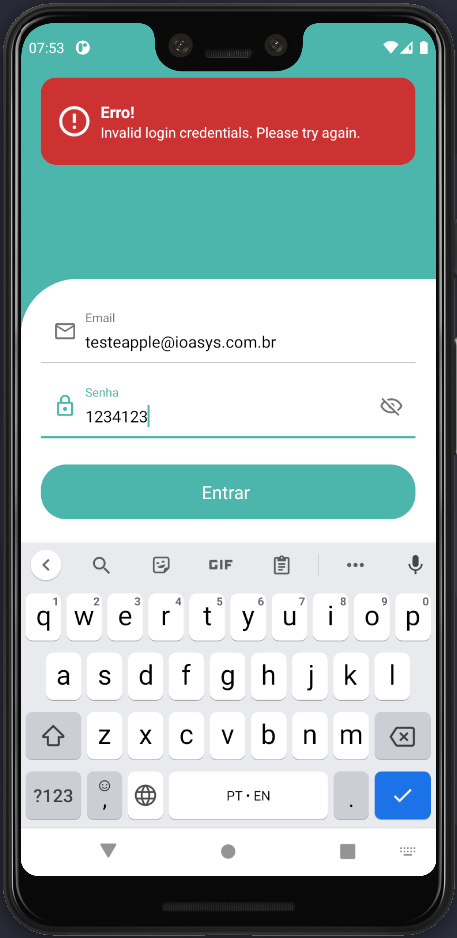 07:53
Erro!
Invalid login credentials. Please try again.
Email
testeapple@ioasys.com.br
Senha
1234123
Entrar
GIF
1 2 3 4 5 6 7 8 9 0
q w e r t y u i o p
a s d f g h j k l
z x c v b n m
?123 , PT • EN .